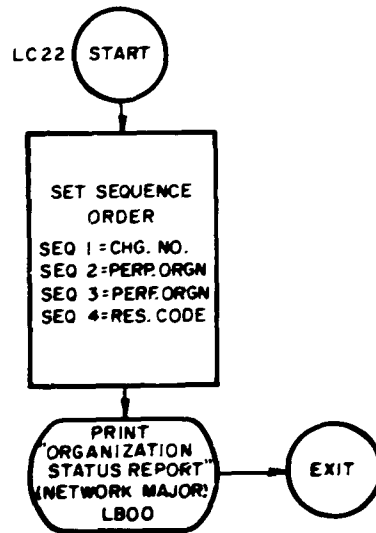 LC22 START
SET SEQUENCE
ORDER
SEQ 1=CHG. NO.
SEQ 2=PERP. ORGN
SEQ 3=PERF. ORGN
SEQ 4=RES. CODE
PRINT
"ORGANIZATION
STATUS REPORT"
(NETWORK MAJOR)
LB00
EXIT